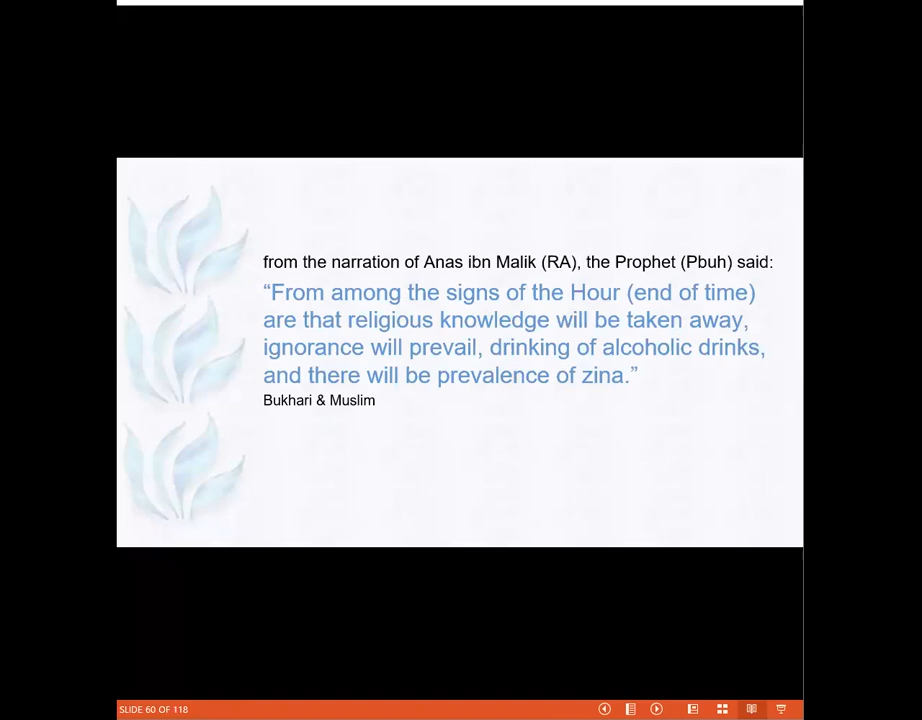 from the narration of Anas ibn Malik (RA), the Prophet (Pbuh) said:
“From among the signs of the Hour (end of time)
are that religious knowledge will be taken away,
ignorance will prevail, drinking of alcoholic drinks,
and there will be prevalence of zina.”
Bukhari & Muslim
SLIDE 60 OF 118